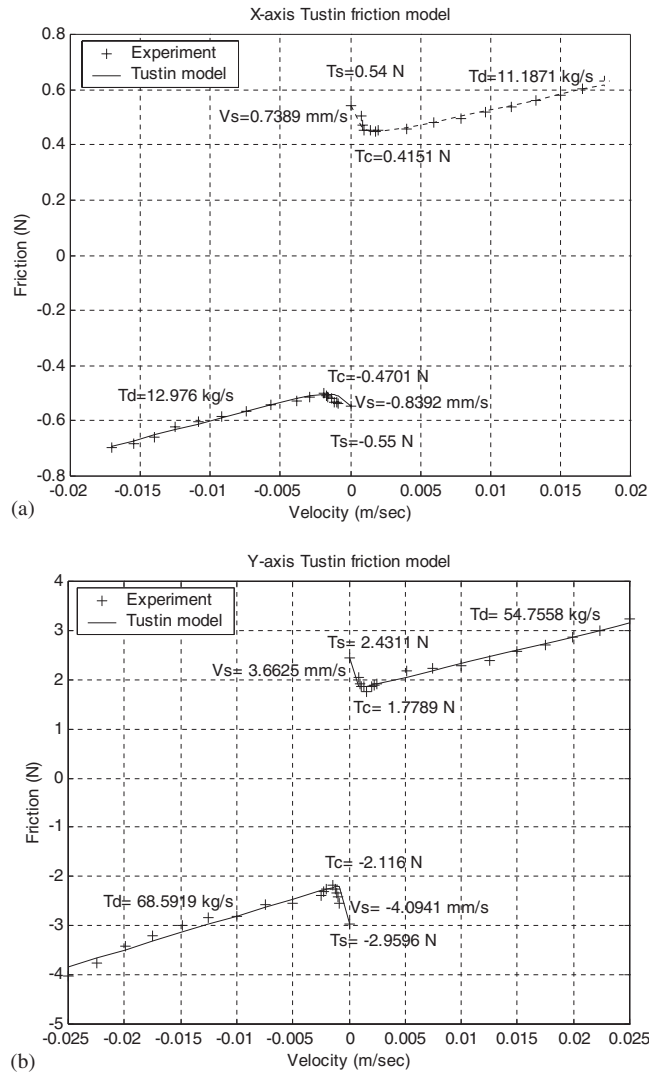 X-axis Tustin friction model
0.8
Experiment
Tustin model
Ts=0.54 N
Td=11.1871 kg/s
0.6
Vs=0.7389 mm/s
0.4
Tc=0.4151 N
0.2
Friction (N)
0
-0.2
-0.4
Tc=-0.4701 N
Td=12.976 kg/s
Vs=-0.8392 mm/s
-0.6
Ts=-0.55 N
-0.8
-0.02 -0.015 -0.01 -0.005 0 0.005 0.01 0.015 0.02
(a)
Velocity (m/sec)
Y-axis Tustin friction model
4
Experiment
Tustin model
Td= 54.7558 kg/s
3
Ts= 2.4311 N
Vs= 3.6625 mm/s
2
Tc= 1.7789 N
1
Friction (N)
0
-1
Tc= -2.116 N
-2
Td= 68.5919 kg/s
Vs= -4.0941 mm/s
-3
Ts= -2.9596 N
-4
-5
-0.025 -0.02 -0.015 -0.01 -0.005 0 0.005 0.01 0.015 0.02 0.025
(b)
Velocity (m/sec)